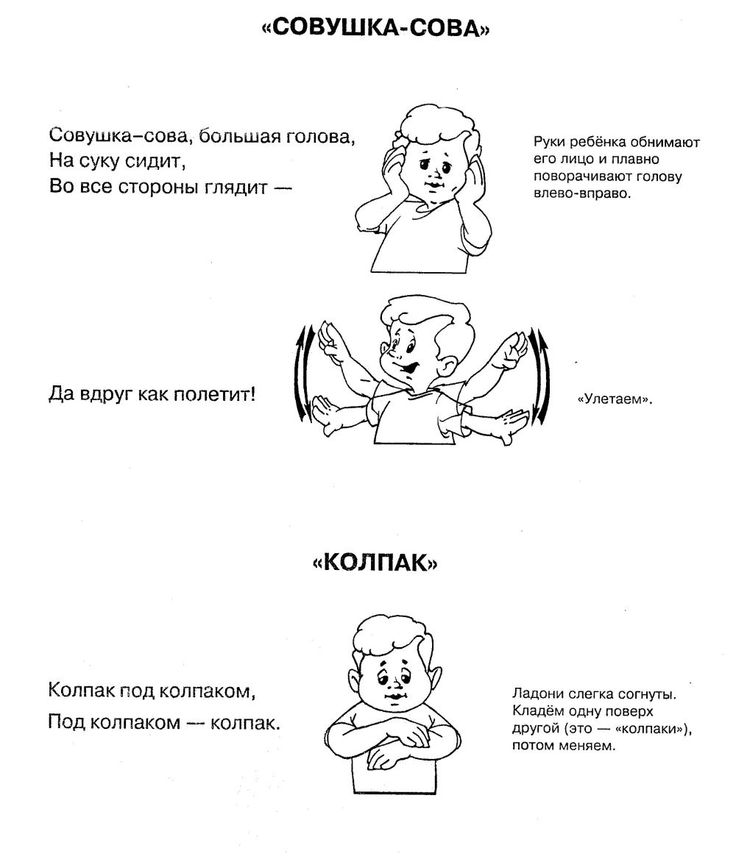 «СОВУШКА-СОВА»
Совушка–сова, большая голова,
На суку сидит,
Во все стороны глядит —
Руки ребёнка обнимают
его лицо и плавно
поворачивают голову
влево-вправо.
Да вдруг как полетит!
«Улетаем».
«КОЛПАК»
Колпак под колпаком,
Под колпаком — колпак.
Ладони слегка согнуты.
Кладём одну поверх
другой (это — «колпаки»),
потом меняем.